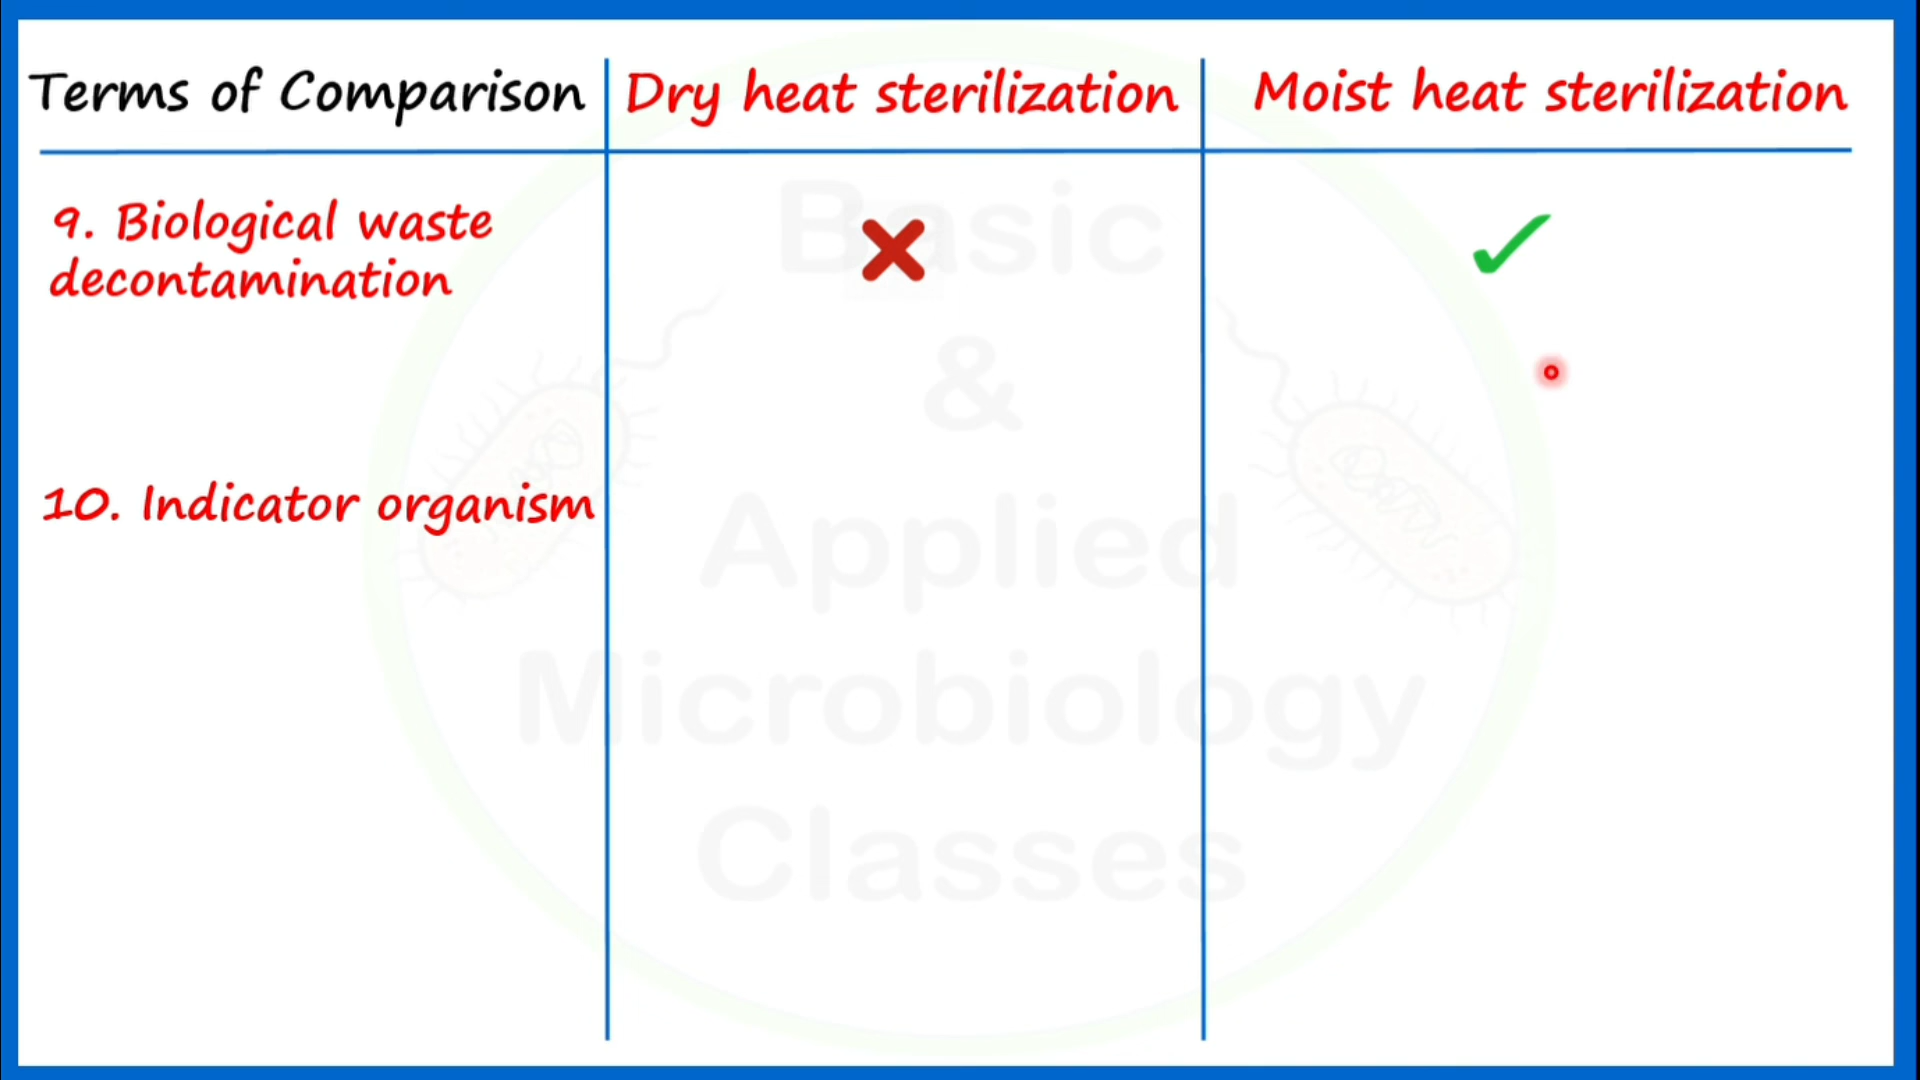 Terms of Comparison
Dry heat sterilization
Moist heat sterilization
9. Biological waste
decontamination
10. Indicator organism
Basic
&
Applied
Microbiology
Classes